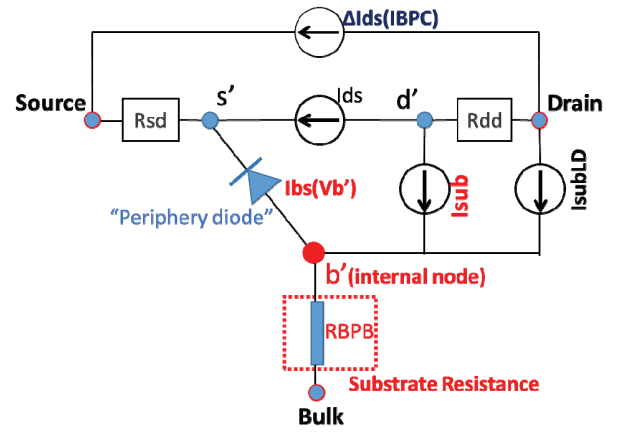 ΔIds(IBPC)
Source
Rsd
s’
Ids
d’
Rdd
Drain
Ibs(Vb’)
“Periphery diode”
Isub
IsubLD
b’(internal node)
RBPB
Substrate Resistance
Bulk